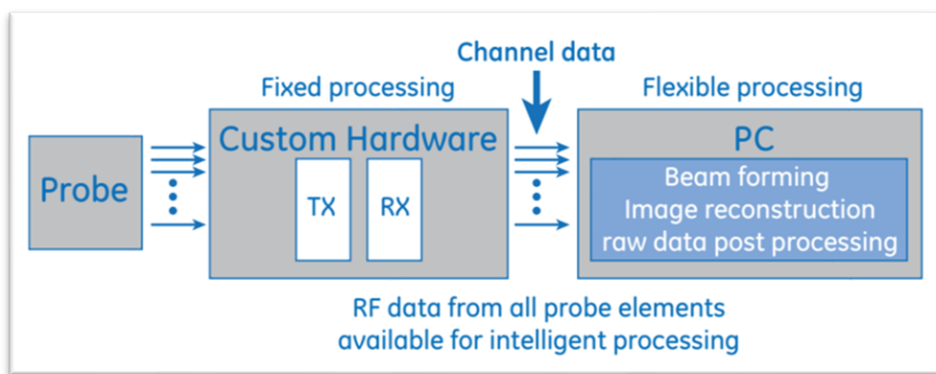 Channel data
Fixed processing
Flexible processing
Probe
Custom Hardware
TX
RX
PC
Beam forming
Image reconstruction
raw data post processing
RF data from all probe elements
available for intelligent processing